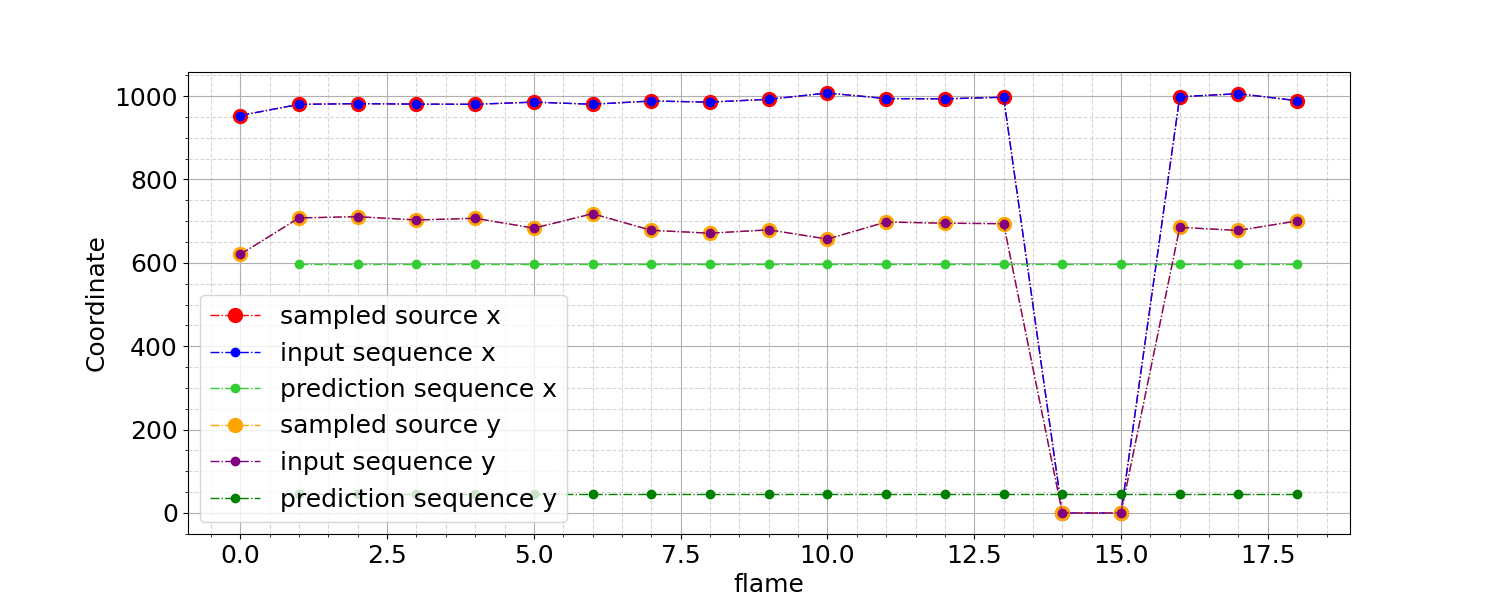 1000
800
600
400
200
0
Coordinate
sampled source x
input sequence x
prediction sequence x
sampled source y
input sequence y
prediction sequence y
0.0 2.5 5.0 7.5 10.0 12.5 15.0 17.5
flame